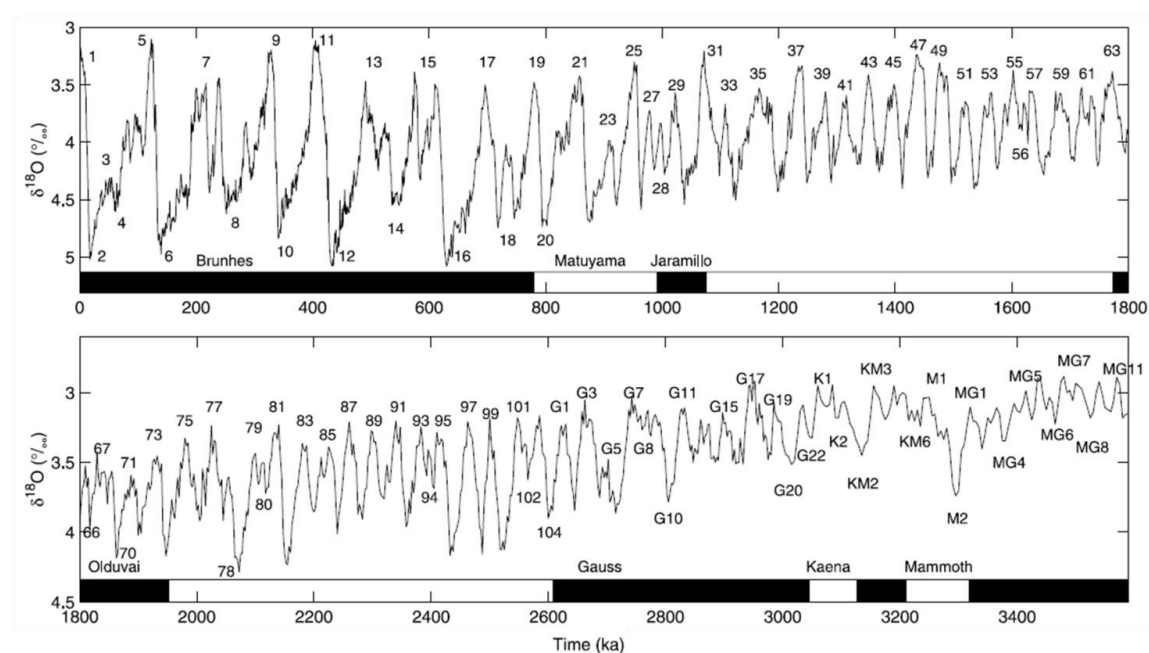 3
3.5
4
4.5
5
δ¹⁸O (°/₀₀)
1 5 7 9 11 13 15 17 19 21 25 31 37 47 49 63
27 29 33 35 39 41 43 45 51 53 55 57 59 61
3 23
28 56
4 8 14
2 6 10 12 16 18 20
Brunhes Matuyama Jaramillo
0 200 400 600 800 1000 1200 1400 1600 1800
3
3.5
4
4.5
δ¹⁸O (°/₀₀)
67 71 73 75 77 79 81 83 85 87 89 91 93 95 97 99 101 G1 G3 G7 G11 G15 G17 G19 K1 KM3 M1 MG1 MG5 MG7 MG11
G5 G8 G22 K2 KM6 MG4 MG6 MG8
80 94 102 G20 KM2
66 70 78 104 G10 M2
Olduvai Gauss Kaena Mammoth
1800 2000 2200 2400 2600 2800 3000 3200 3400
Time (ka)